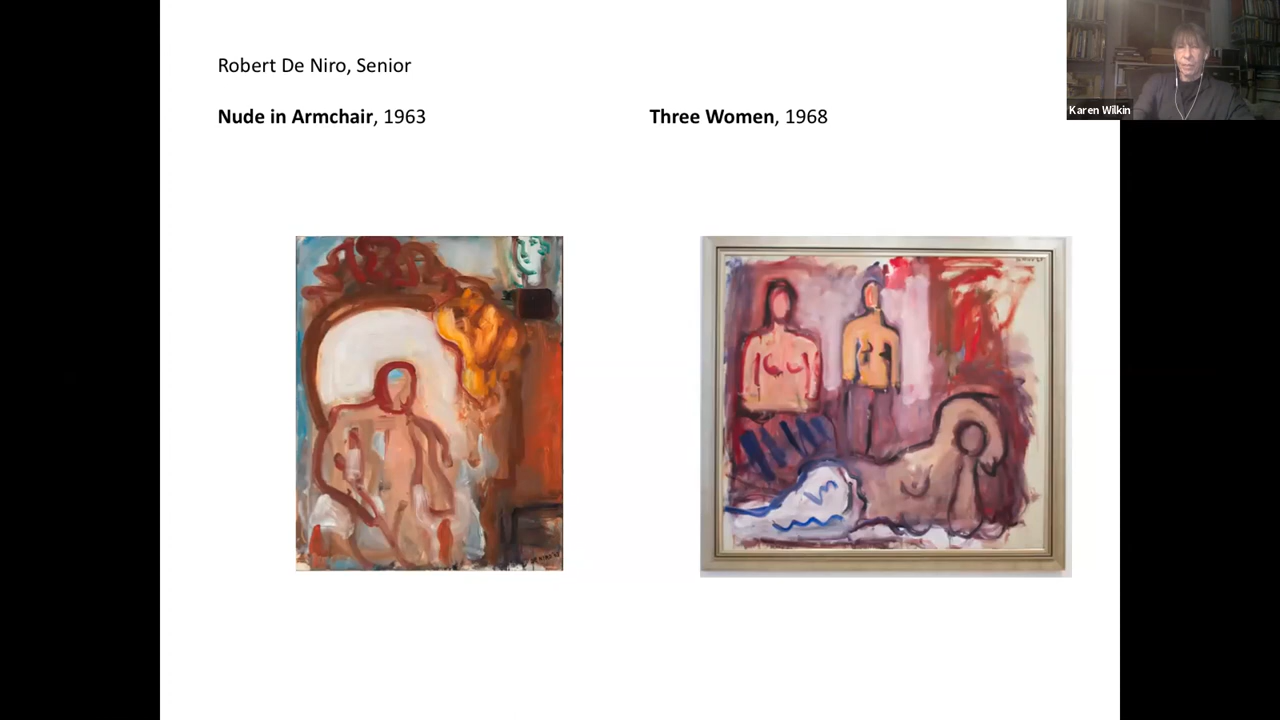 Robert De Niro, Senior
Nude in Armchair, 1963
Three Women, 1968
Karen Wilkin